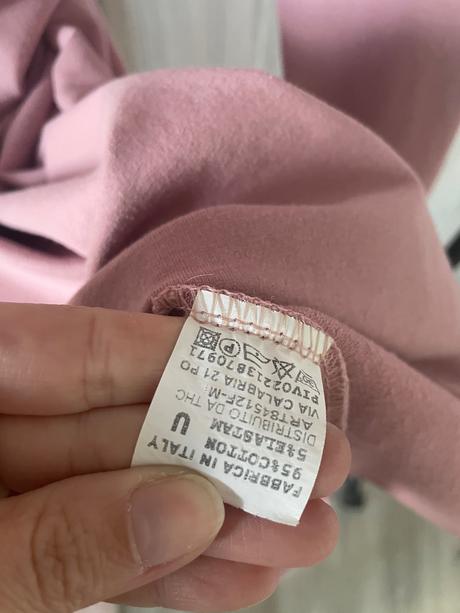 FABBRICA IN ITALY
95%COTTON
5%ELASTAM
U
DISTRIBUITO DA THC
ART84512F-M
VIA CALABRIA 21 PO
PIV02213870971
P